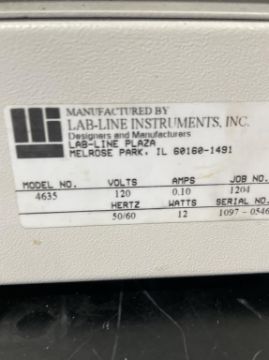 MANUFACTURED BY
LAB-LINE INSTRUMENTS, INC.
Designers and Manufacturers
LAB-LINE PLAZA
MELROSE PARK, IL 60160-1491
MODEL NO. VOLTS AMPS JOB NO.
4635 120 0.10 1204
HERTZ WATTS SERIAL NO.
50/60 12 1097-0546